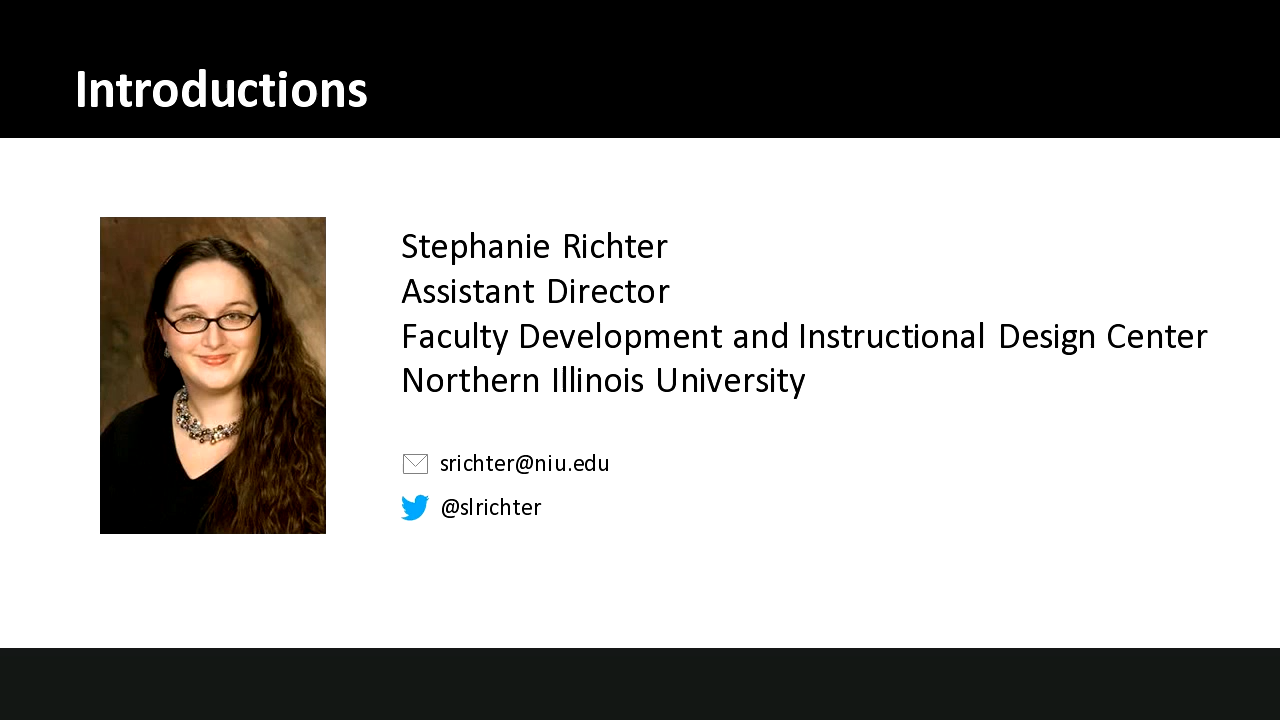 Introductions
Stephanie Richter
Assistant Director
Faculty Development and Instructional Design Center
Northern Illinois University
srichter@niu.edu
@slrichter